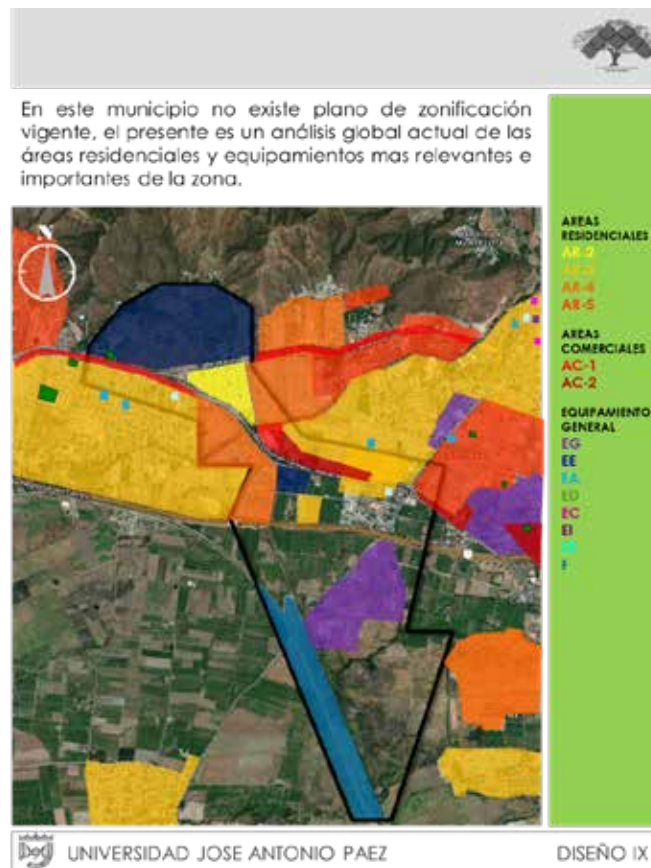 En este municipio no existe plano de zonificación
vigente, el presente es un análisis global actual de las
áreas residenciales y equipamientos mas relevantes e
importantes de la zona.
N
AREAS
RESIDENCIALES
AR-2
AR-3
AR-4
AR-5
AREAS
COMERCIALES
AC-1
AC-2
EQUIPAMIENTO
GENERAL
EG
EE
EA
ED
EC
EI
UNIVERSIDAD JOSE ANTONIO PAEZ
DISEÑO IX